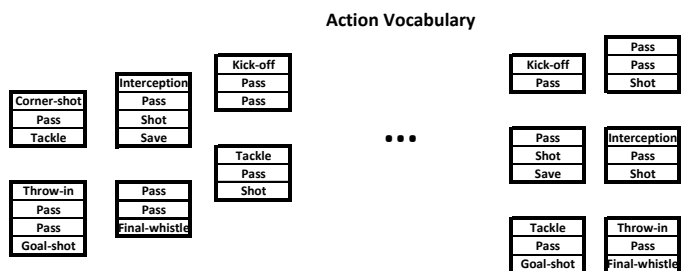 Action Vocabulary
Corner-shot
Pass
Tackle
Throw-in
Pass
Pass
Goal-shot
Interception
Pass
Shot
Save
Pass
Pass
Final-whistle
Kick-off
Pass
Pass
Tackle
Pass
Shot
...
Kick-off
Pass
Pass
Shot
Save
Tackle
Pass
Goal-shot
Pass
Pass
Shot
Interception
Pass
Shot
Throw-in
Pass
Final-whistle